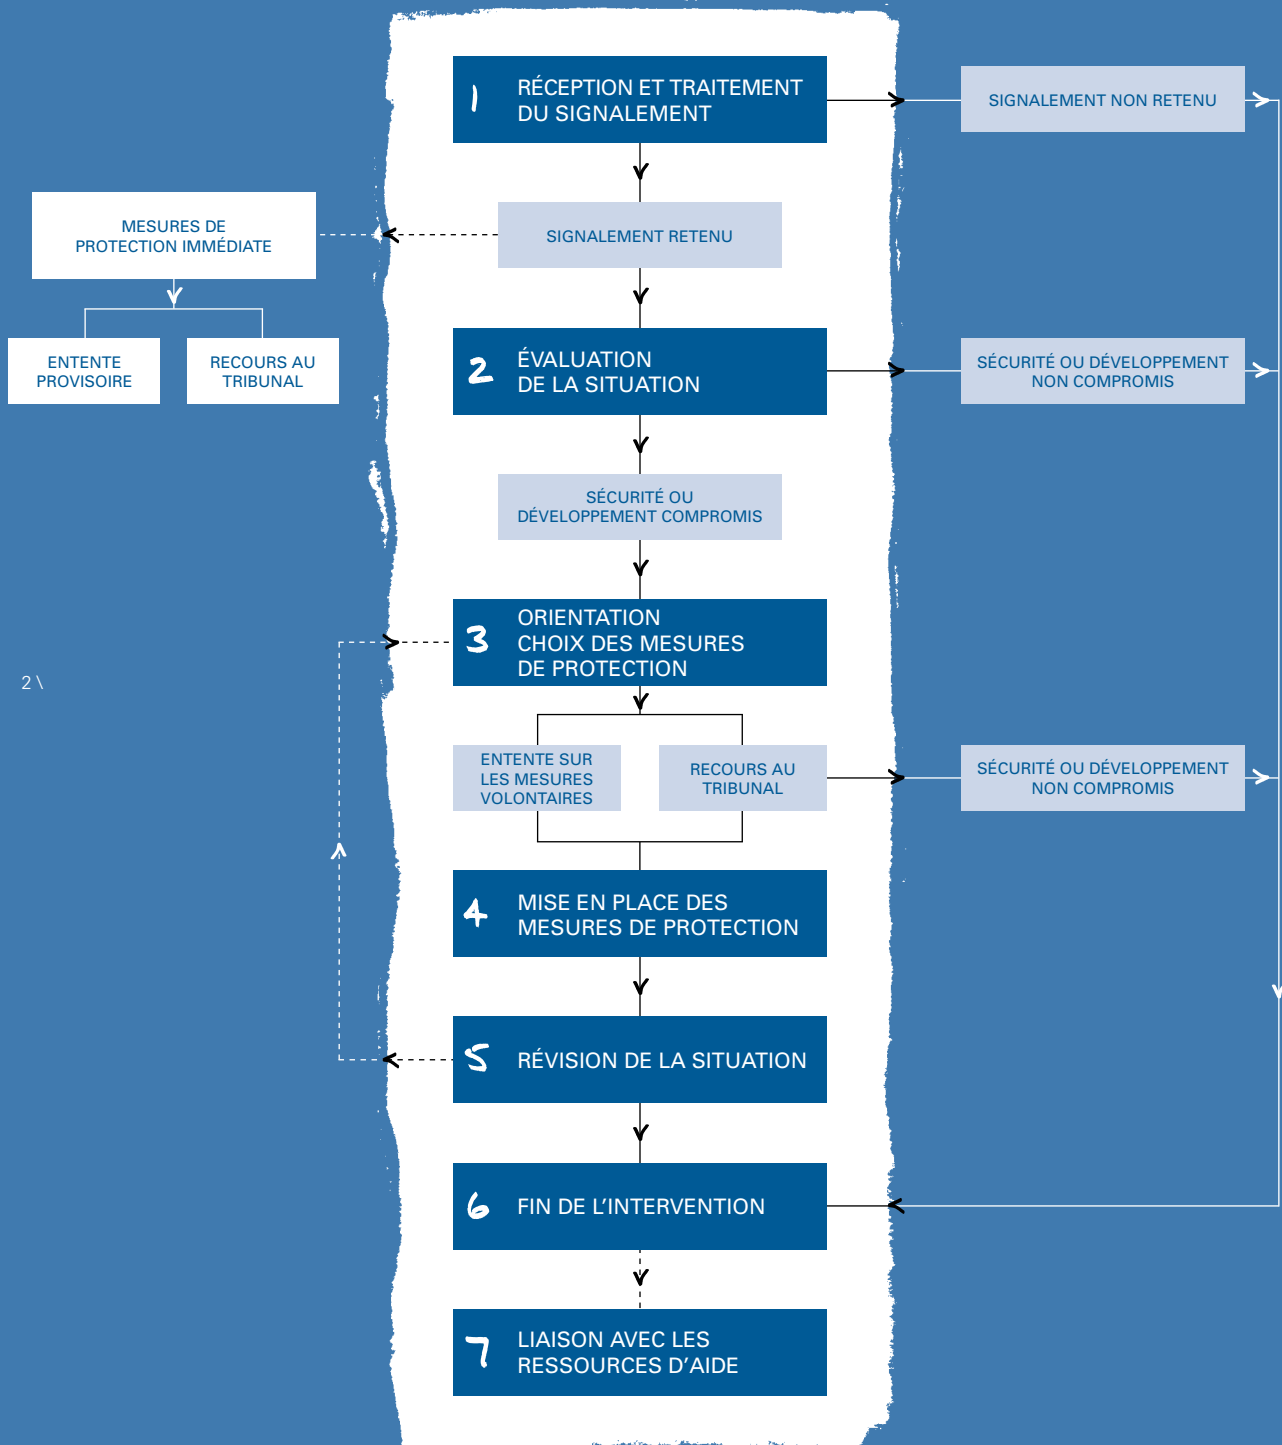 1
RÉCEPTION ET TRAITEMENT
DU SIGNALEMENT
SIGNALEMENT NON RETENU
MESURES DE
PROTECTION IMMÉDIATE
SIGNALEMENT RETENU
ENTENTE
PROVISOIRE
RECOURS AU
TRIBUNAL
2
ÉVALUATION
DE LA SITUATION
SÉCURITÉ OU DÉVELOPPEMENT
NON COMPROMIS
SÉCURITÉ OU
DÉVELOPPEMENT COMPROMIS
3
ORIENTATION
CHOIX DES MESURES
DE PROTECTION
2 \
ENTENTE SUR
LES MESURES
VOLONTAIRES
RECOURS AU
TRIBUNAL
SÉCURITÉ OU DÉVELOPPEMENT
NON COMPROMIS
4
MISE EN PLACE DES
MESURES DE PROTECTION
5
RÉVISION DE LA SITUATION
6
FIN DE L’INTERVENTION
7
LIAISON AVEC LES
RESSOURCES D’AIDE